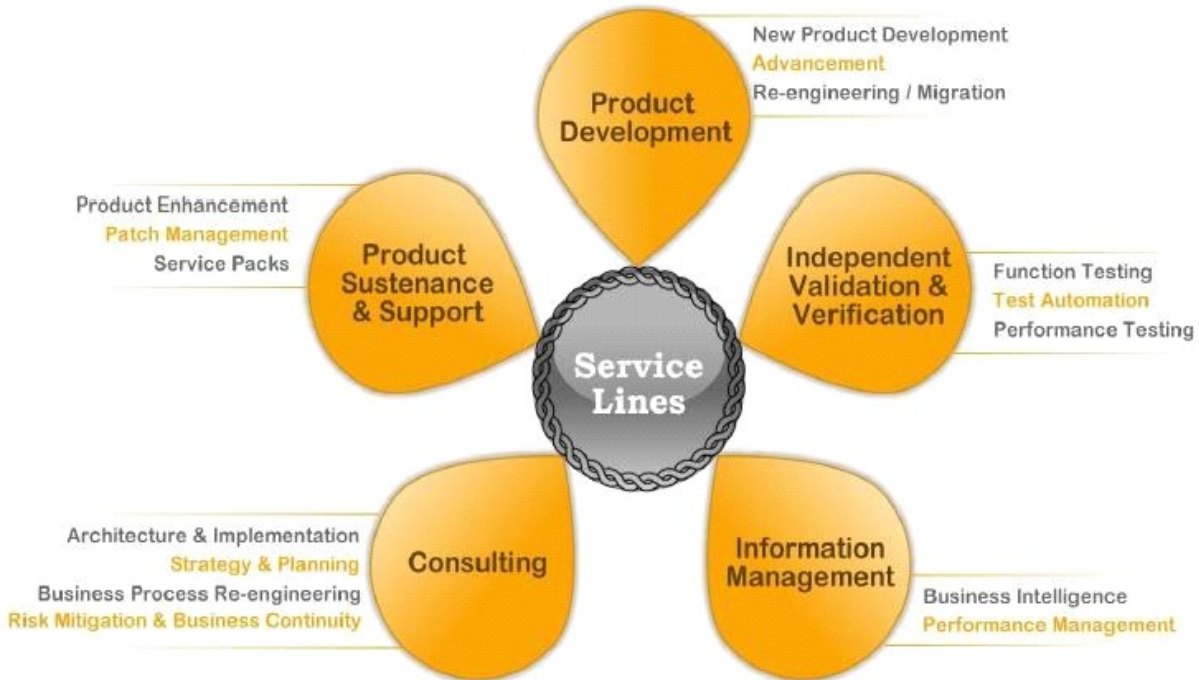 Product
Development
New Product Development
Advancement
Re-engineering / Migration
Independent
Validation &
Verification
Function Testing
Test Automation
Performance Testing
Information
Management
Business Intelligence
Performance Management
Consulting
Architecture & Implementation
Strategy & Planning
Business Process Re-engineering
Risk Mitigation & Business Continuity
Product
Sustenance
& Support
Product Enhancement
Patch Management
Service Packs
Service
Lines